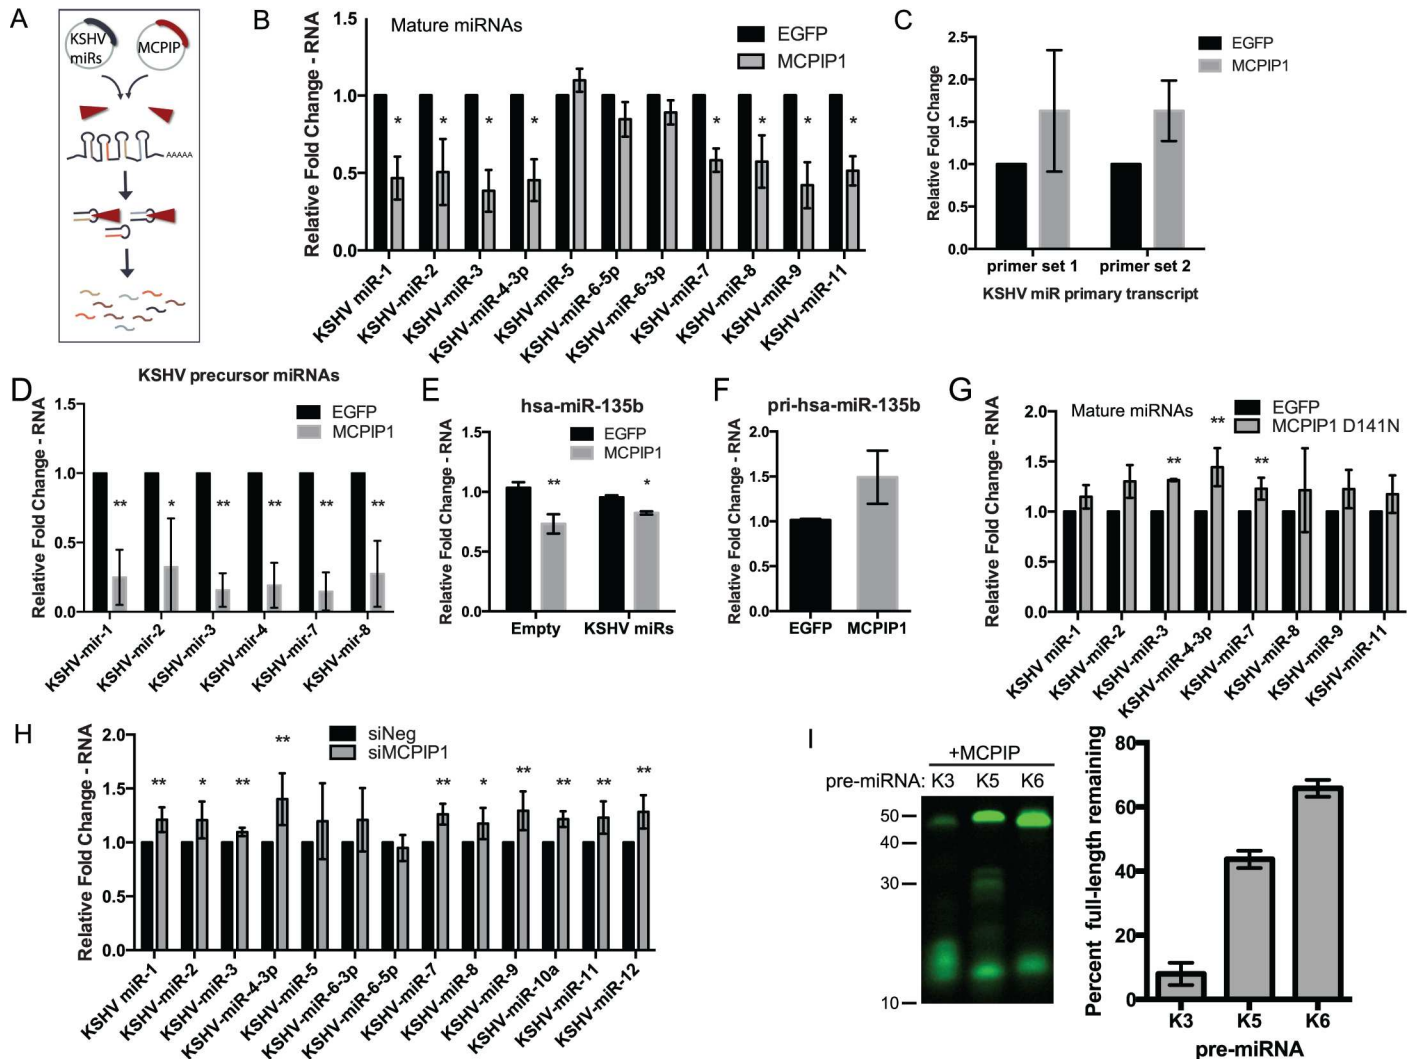 A
KSHV
miRs
MCPIP
AAAAA
B
Mature miRNAs
EGFP
MCPIP1
Relative Fold Change - RNA
1.5
1.0
0.5
0.0
* * * * * * * * *
KSHV miR-1
KSHV-miR-2
KSHV-miR-3
KSHV-miR-4-3p
KSHV-miR-5
KSHV-miR-6-5p
KSHV-miR-6-3p
KSHV-miR-7
KSHV-miR-8
KSHV-miR-9
KSHV-miR-11
C
EGFP
MCPIP1
Relative Fold Change
2.5
2.0
1.5
1.0
0.5
0.0
primer set 1 primer set 2
KSHV miR primary transcript
D
KSHV precursor miRNAs
EGFP
MCPIP1
Relative Fold Change - RNA
1.5
1.0
0.5
0.0
** * ** ** ** **
KSHV-mir-1
KSHV-mir-2
KSHV-mir-3
KSHV-mir-4
KSHV-mir-7
KSHV-mir-8
E
hsa-miR-135b
EGFP
MCPIP1
Relative Fold Change - RNA
1.5
1.0
0.5
0.0
** *
Empty KSHV miRs
F
pri-hsa-miR-135b
Relative Fold Change - RNA
2.0
1.5
1.0
0.5
0.0
EGFP MCPIP1
G
Mature miRNAs
EGFP
MCPIP1 D141N
Relative Fold Change - RNA
2.0
1.5
1.0
0.5
0.0
** ** **
KSHV miR-1
KSHV-miR-2
KSHV-miR-3
KSHV-miR-4-3p
KSHV-miR-7
KSHV-miR-8
KSHV-miR-9
KSHV-miR-11
H
siNeg
siMCPIP1
Relative Fold Change - RNA
2.0
1.5
1.0
0.5
0.0
** * ** ** ** * ** ** ** **
KSHV miR-1
KSHV-miR-2
KSHV-miR-3
KSHV-miR-4-3p
KSHV-miR-5
KSHV-miR-6-3p
KSHV-miR-6-5p
KSHV-miR-7
KSHV-miR-8
KSHV-miR-9
KSHV-miR-10a
KSHV-miR-11
KSHV-miR-12
I
+MCPIP
pre-miRNA: K3 K5 K6
50
40
30
10
Percent full-length remaining
80
60
40
20
0
K3 K5 K6
pre-miRNA